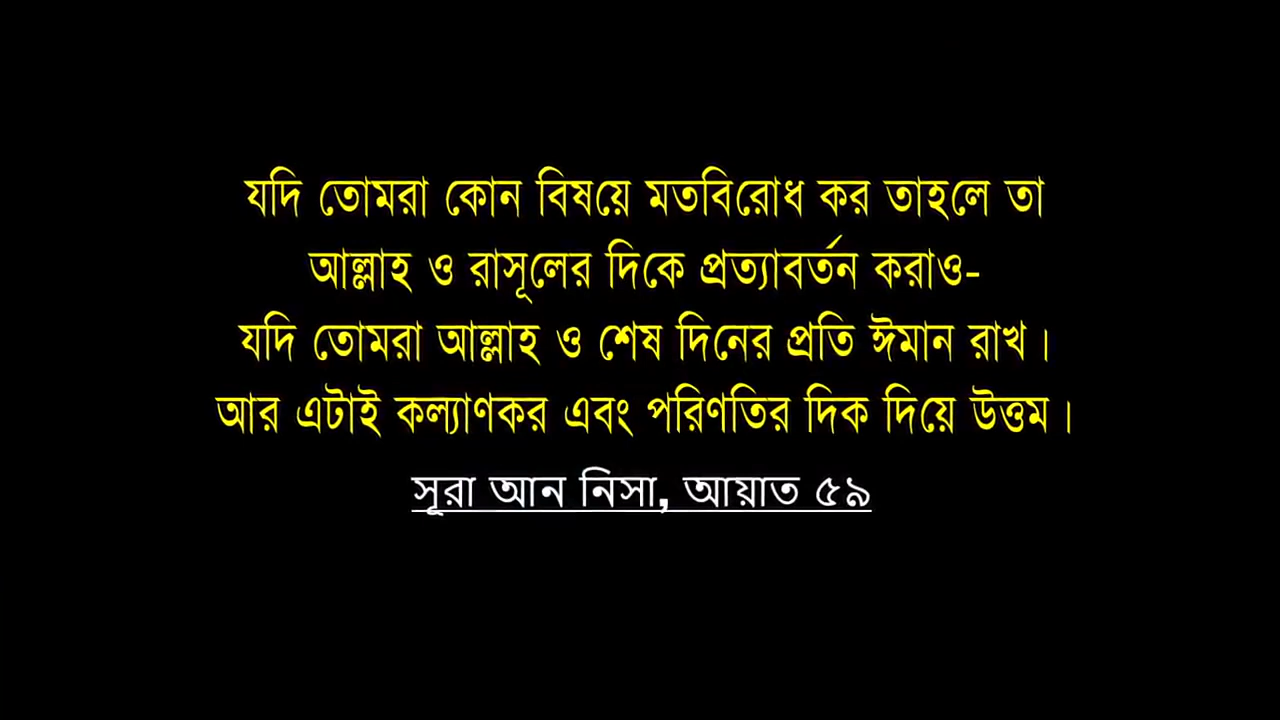 যদি তোমরা কোন বিষয়ে মতবিরোধ কর তাহলে তা
আল্লাহ ও রাসূলের দিকে প্রত্যাবর্তন করাও-
যদি তোমরা আল্লাহ ও শেষ দিনের প্রতি ঈমান রাখ।
আর এটাই কল্যাণকর এবং পরিণতির দিক দিয়ে উত্তম।
সূরা আন নিসা, আয়াত ৫৯